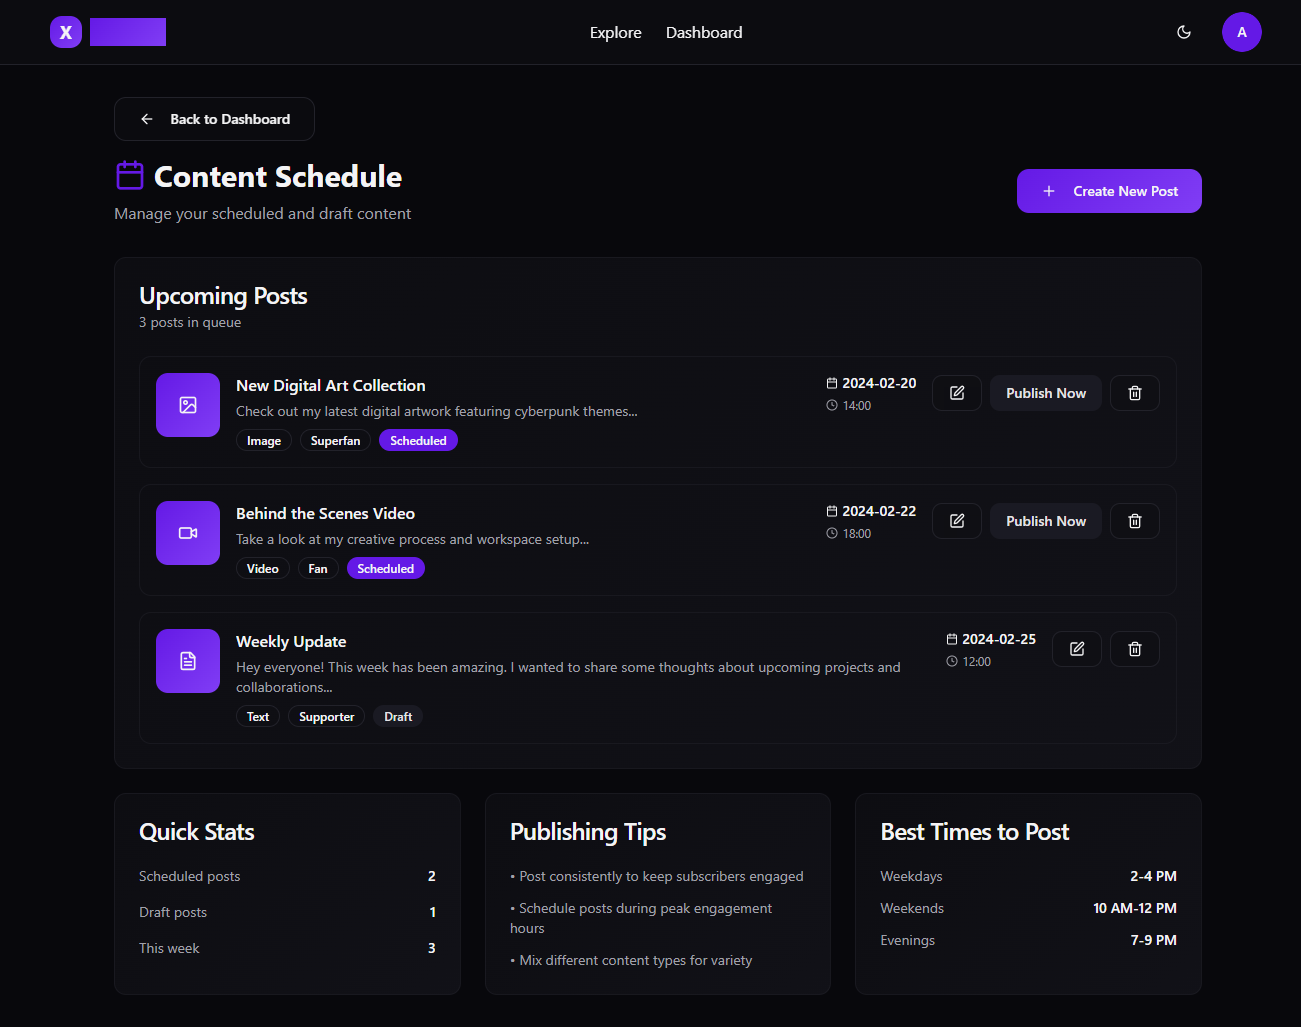 X
Explore
Dashboard
A
Back to Dashboard
Content Schedule
Manage your scheduled and draft content
Create New Post
Upcoming Posts
3 posts in queue
New Digital Art Collection
Check out my latest digital artwork featuring cyberpunk themes...
Image
Superfan
Scheduled
2024-02-20
14:00
Publish Now
Behind the Scenes Video
Take a look at my creative process and workspace setup...
Video
Fan
Scheduled
2024-02-22
18:00
Publish Now
Weekly Update
Hey everyone! This week has been amazing. I wanted to share some thoughts about upcoming projects and
collaborations...
Text
Supporter
Draft
2024-02-25
12:00
Quick Stats
Scheduled posts 2
Draft posts 1
This week 3
Publishing Tips
• Post consistently to keep subscribers engaged
• Schedule posts during peak engagement
hours
• Mix different content types for variety
Best Times to Post
Weekdays 2-4 PM
Weekends 10 AM-12 PM
Evenings 7-9 PM